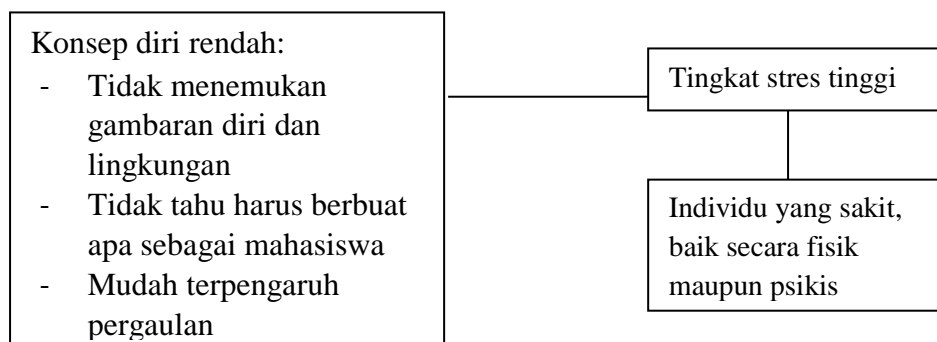 Konsep diri rendah:
- Tidak menemukan
gambaran diri dan
lingkungan
- Tidak tahu harus berbuat
apa sebagai mahasiswa
- Mudah terpengaruh
pergaulan
Tingkat stres tinggi
Individu yang sakit,
baik secara fisik
maupun psikis